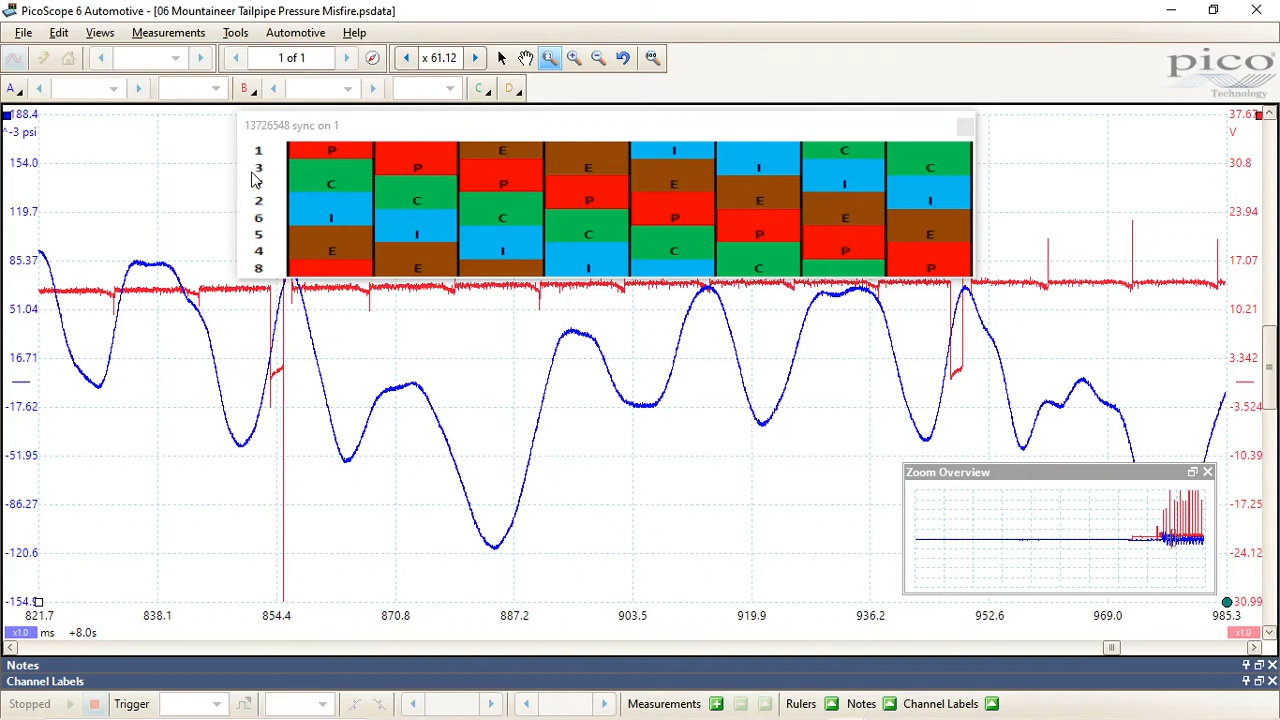 PicoScope 6 Automotive - [06 Mountaineer Tailpipe Pressure Misfire.psdata]
File Edit Views Measurements Tools Automotive Help
1 of 1 x 61.12
pico
Technology
A B C D
188.4 37.67
^-3 psi V
13726548 sync on 1
1 P E I C
3 P E I C
C P E I
2 C P E I
6 I C P E
5 I C P E
4 E I C P
8 E I C P
154.0 30.8
119.7 23.94
85.37 17.07
51.04 10.21
16.71 3.342
-17.62 -3.524
-51.95 -10.39
-86.27 -17.25
-120.6 -24.12
-154.9 -30.99
Zoom Overview
821.7 838.1 854.4 870.8 887.2 903.5 919.9 936.2 952.6 969.0 985.3
x1.0 ms +8.0s x1.0
Notes
Channel Labels
Stopped Trigger Measurements Rulers Notes Channel Labels